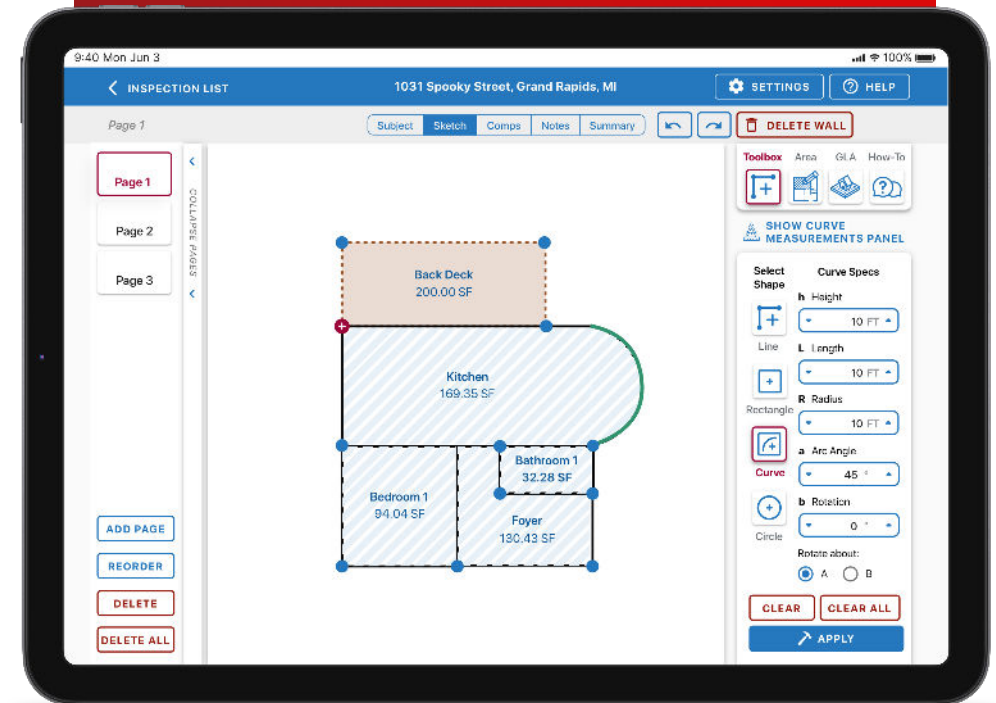 9:40 Mon Jun 3
100%
INSPECTION LIST
1031 Spooky Street, Grand Rapids, MI
SETTINGS
HELP
Page 1
Subject
Sketch
Comps
Notes
Summary
DELETE WALL
Page 1
Page 2
Page 3
COLLAPSE PAGES
ADD PAGE
REORDER
DELETE
DELETE ALL
Back Deck
200.00 SF
Kitchen
169.35 SF
Bathroom 1
32.28 SF
Bedroom 1
94.04 SF
Foyer
130.43 SF
Toolbox
Area
GLA
How-To
SHOW CURVE
MEASUREMENTS PANEL
Select
Shape
Line
Rectangle
Curve
Circle
Curve Specs
h Height
10 FT
L Length
10 FT
R Radius
10 FT
a Arc Angle
45 °
b Rotation
0 °
Rotate about:
A
B
CLEAR
CLEAR ALL
APPLY